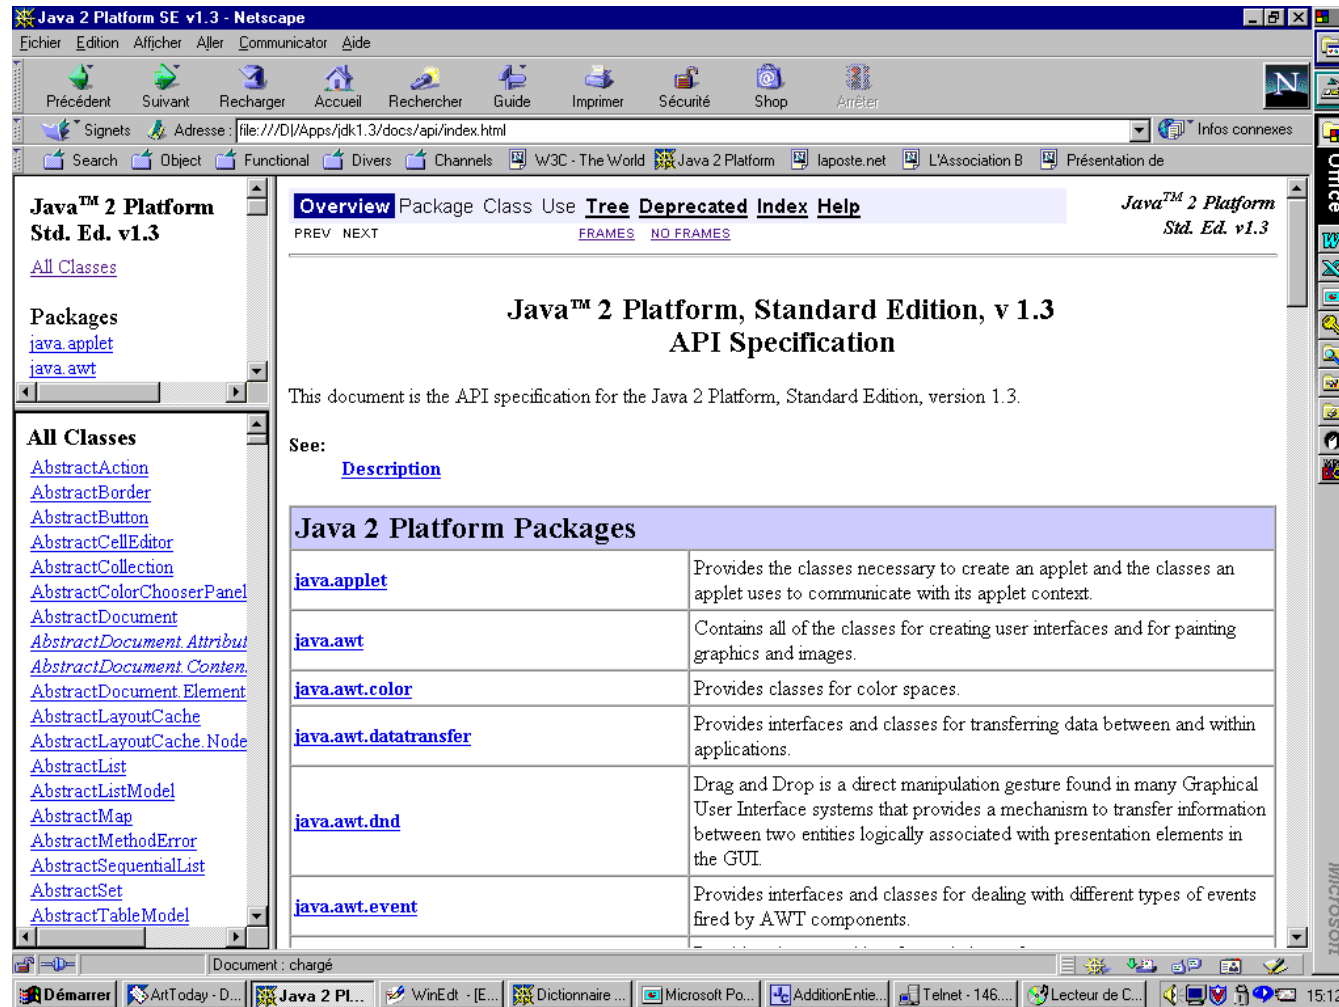 Java 2 Platform SE v1.3 - Netscape
Fichier Edition Afficher Aller Communicator Aide
Précédent Suivant Recharger Accueil Rechercher Guide Imprimer Sécurité Shop Arrêter
N
Signets Adresse : file:///D|/Apps/jdk1.3/docs/api/index.html Infos connexes
Search Object Functional Divers Channels W3C - The World Java 2 Platform laposte.net L'Association B Présentation de
Java™ 2 Platform
Std. Ed. v1.3
All Classes
Packages
java.applet
java.awt
All Classes
AbstractAction
AbstractBorder
AbstractButton
AbstractCellEditor
AbstractCollection
AbstractColorChooserPanel
AbstractDocument
AbstractDocument.Attribut
AbstractDocument.Conten
AbstractDocument.Element
AbstractLayoutCache
AbstractLayoutCache.Node
AbstractList
AbstractListModel
AbstractMap
AbstractMethodError
AbstractSequentialList
AbstractSet
AbstractTableModel
Overview Package Class Use Tree Deprecated Index Help
PREV NEXT FRAMES NO FRAMES
Java™ 2 Platform
Std. Ed. v1.3
Java™ 2 Platform, Standard Edition, v 1.3
API Specification
This document is the API specification for the Java 2 Platform, Standard Edition, version 1.3.
See:
Description
Java 2 Platform Packages
java.applet
Provides the classes necessary to create an applet and the classes an
applet uses to communicate with its applet context.
java.awt
Contains all of the classes for creating user interfaces and for painting
graphics and images.
java.awt.color
Provides classes for color spaces.
java.awt.datatransfer
Provides interfaces and classes for transferring data between and within
applications.
java.awt.dnd
Drag and Drop is a direct manipulation gesture found in many Graphical
User Interface systems that provides a mechanism to transfer information
between two entities logically associated with presentation elements in
the GUI.
java.awt.event
Provides interfaces and classes for dealing with different types of events
fired by AWT components.
Office
Microsoft
Document : chargé
Démarrer ArtToday - D... Java 2 Pl... WinEdt - [E... Dictionnaire ... Microsoft Po... AdditionEntie... Telnet - 146.... Lecteur de C... 15:1